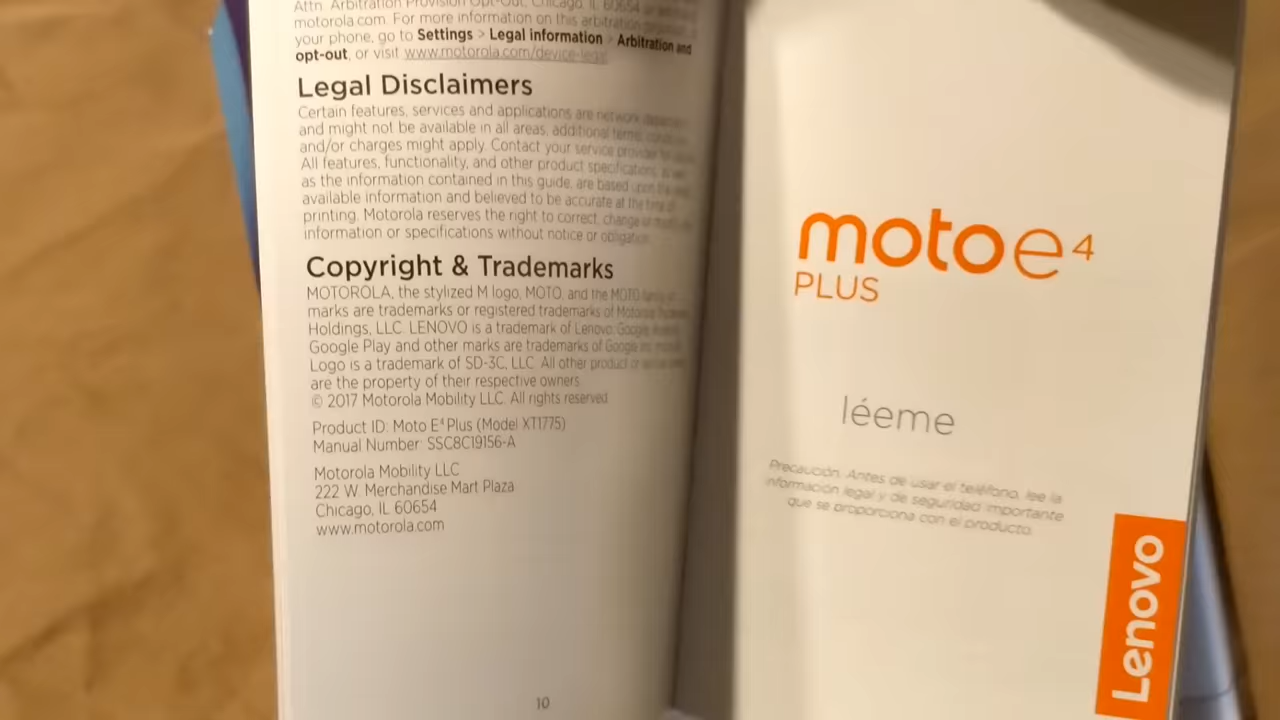 Attn: Arbitration Provision Opt-Out, Chicago, IL 60654
motorola.com. For more information on this arbitration
your phone, go to Settings > Legal information > Arbitration and
opt-out, or visit www.motorola.com/device-legal
Legal Disclaimers
Certain features, services and applications are network
and might not be available in all areas; additional terms,
and/or charges might apply. Contact your service provider for
All features, functionality, and other product specifications, as well
as the information contained in this guide, are based upon the
available information and believed to be accurate at the time of
printing. Motorola reserves the right to correct, change or
information or specifications without notice or obligation.
Copyright & Trademarks
MOTOROLA, the stylized M logo, MOTO, and the MOTO
marks are trademarks or registered trademarks of Motorola
Holdings, LLC. LENOVO is a trademark of Lenovo. Google,
Google Play and other marks are trademarks of Google
Logo is a trademark of SD-3C, LLC. All other product or
are the property of their respective owners.
© 2017 Motorola Mobility LLC. All rights reserved.
Product ID: Moto E⁴ Plus (Model XT1775)
Manual Number: SSC8C19156-A
Motorola Mobility LLC
222 W. Merchandise Mart Plaza
Chicago, IL 60654
www.motorola.com
10
moto e⁴
PLUS
léeme
Precaución. Antes de usar el teléfono, lee la
información legal y de seguridad importante
que se proporciona con el producto.
Lenovo